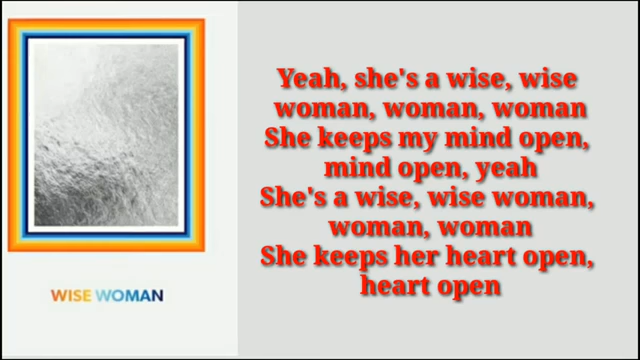 WISE WOMAN
Yeah, she's a wise, wise
woman, woman, woman
She keeps my mind open,
mind open, yeah
She's a wise, wise woman,
woman, woman
She keeps her heart open,
heart open